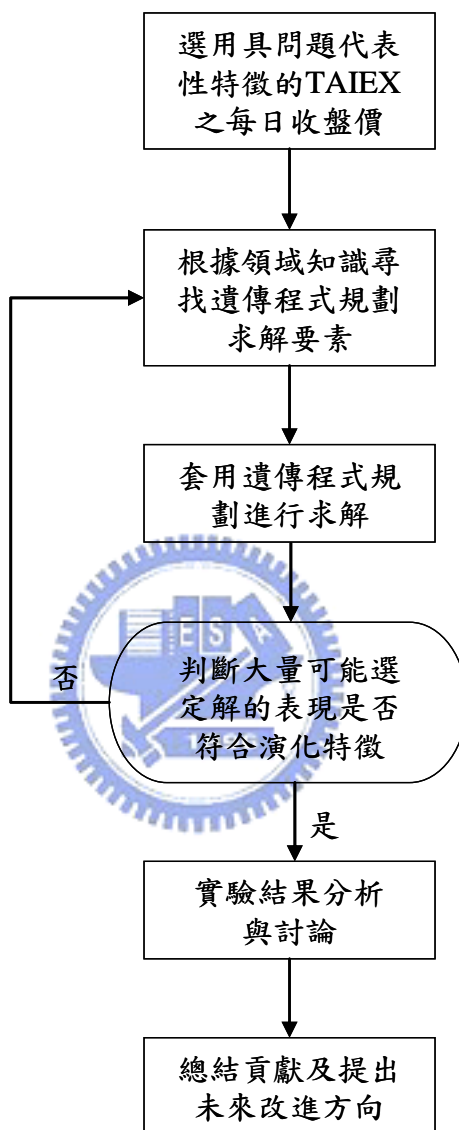 選用具問題代表
性特徵的TAIEX
之每日收盤價
根據領域知識尋
找遺傳程式規劃
求解要素
套用遺傳程式規
劃進行求解
E S A
否
判斷大量可能選
定解的表現是否
符合演化特徵
是
實驗結果分析
與討論
總結貢獻及提出
未來改進方向